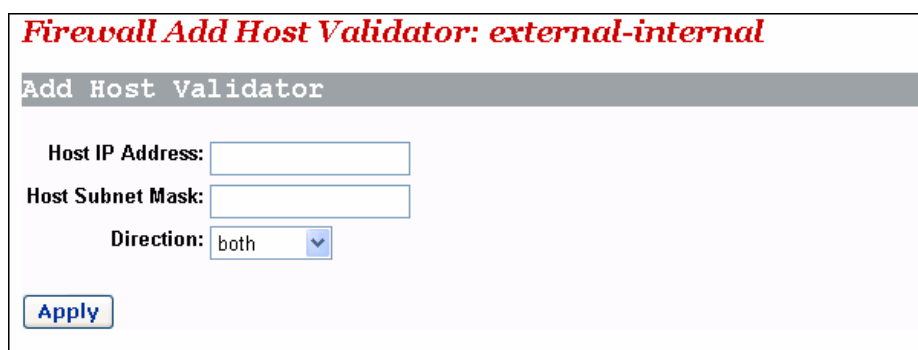 Firewall Add Host Validator: external-internal
Add Host Validator
Host IP Address:
Host Subnet Mask:
Direction: both
Apply